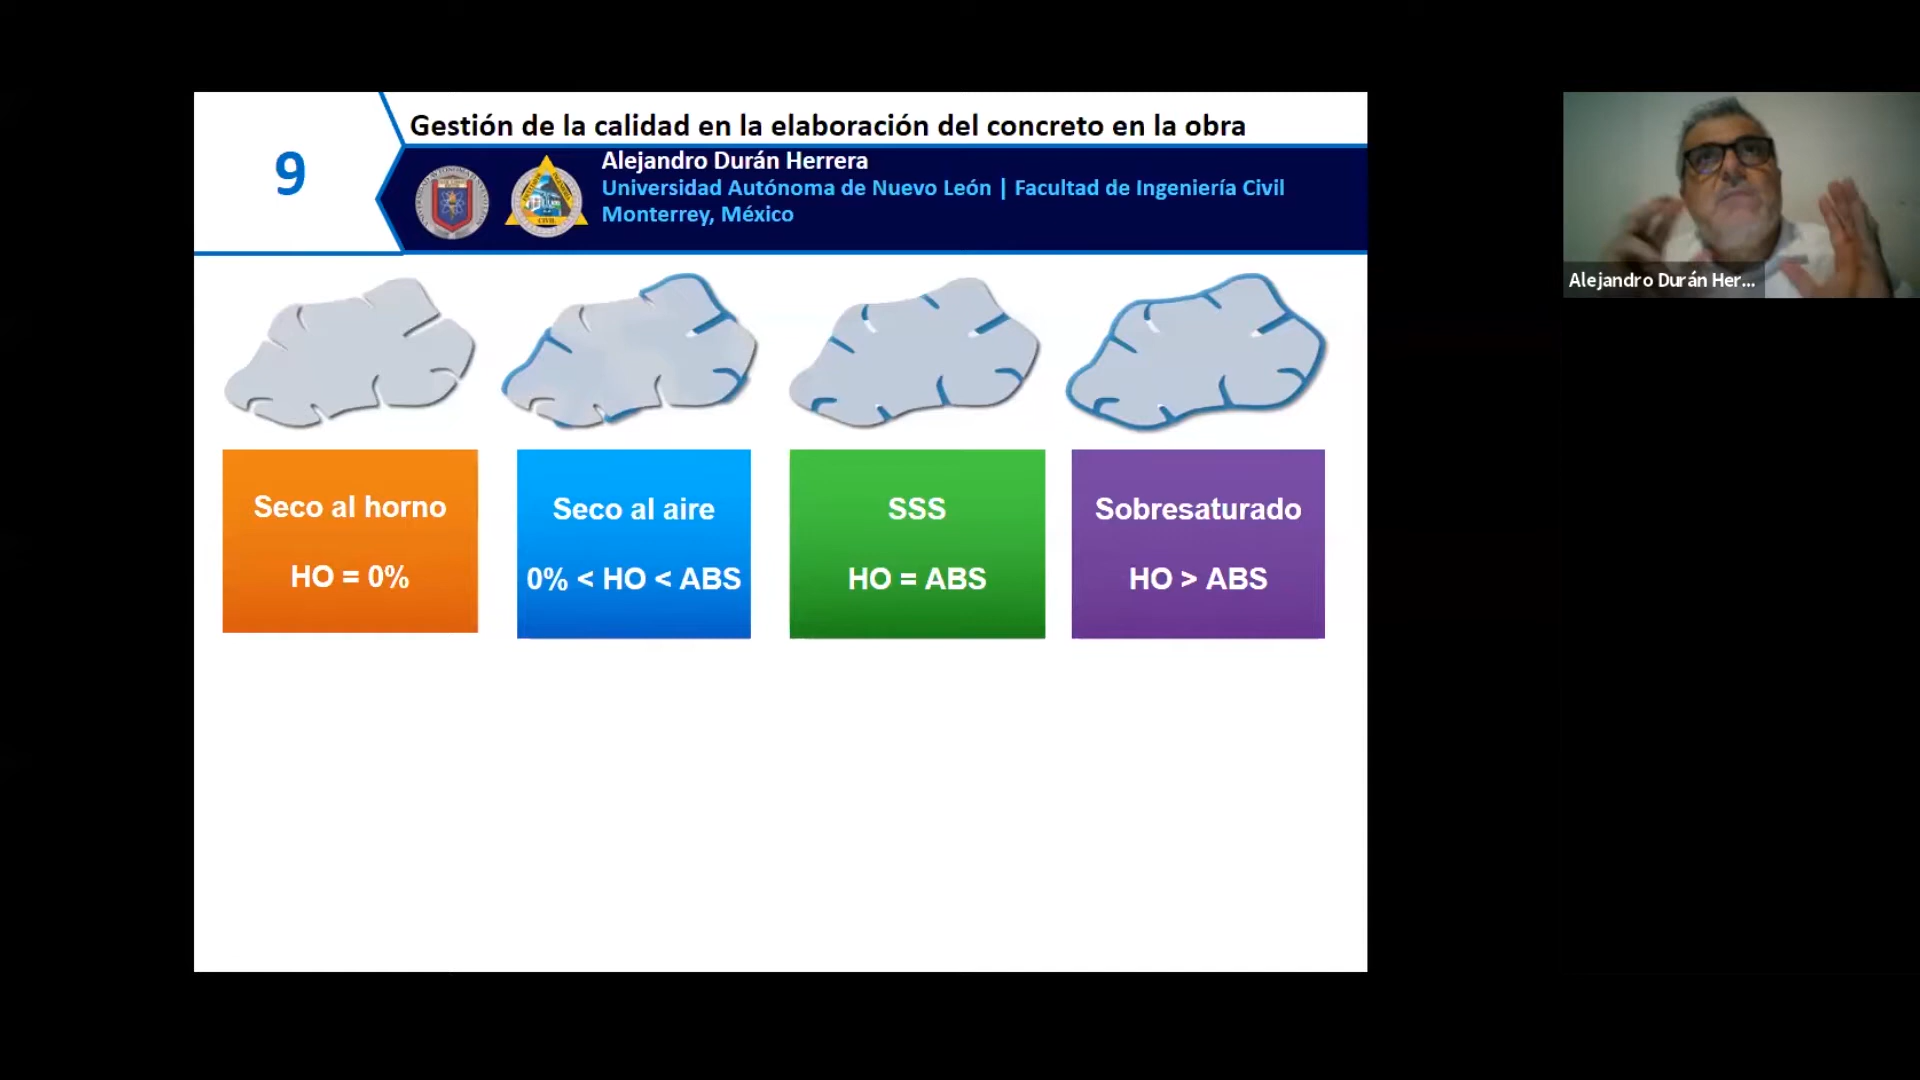 9
Gestión de la calidad en la elaboración del concreto en la obra
Alejandro Durán Herrera
Universidad Autónoma de Nuevo León | Facultad de Ingeniería Civil
Monterrey, México
CIVIL
Seco al horno
HO = 0%
Seco al aire
0% < HO < ABS
SSS
HO = ABS
Sobresaturado
HO > ABS
Alejandro Durán Her...